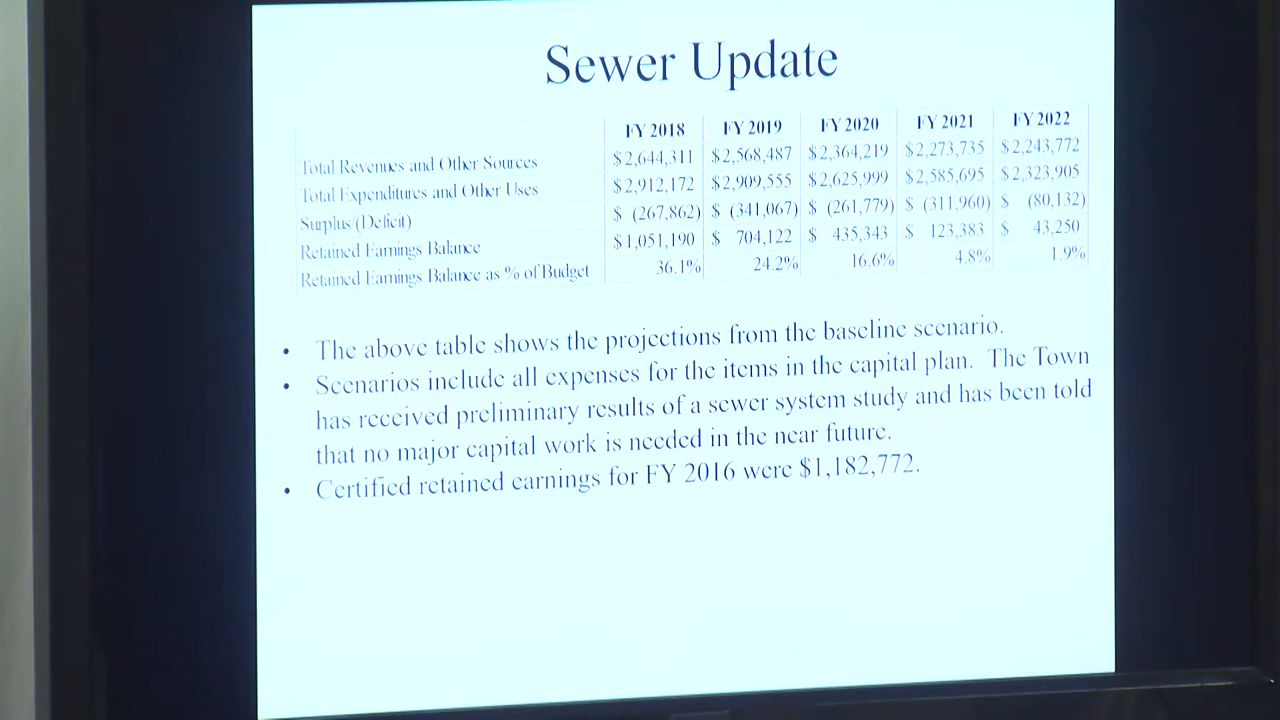 Sewer Update
FY 2018 FY 2019 FY 2020 FY 2021 FY 2022
Total Revenues and Other Sources $2,644,311 $2,568,487 $2,364,219 $2,273,735 $2,243,772
Total Expenditures and Other Uses $2,912,172 $2,909,555 $2,625,999 $2,585,695 $2,323,905
Surplus/(Deficit) $ (267,862) $ (341,067) $ (261,779) $ (311,960) $ (80,132)
Retained Earnings Balance $1,051,190 $ 704,122 $ 435,343 $ 123,383 $ 43,250
Retained Earnings Balance as % of Budget 36.1% 24.2% 16.6% 4.8% 1.9%
• The above table shows the projections from the baseline scenario.
• Scenarios include all expenses for the items in the capital plan. The Town
has received preliminary results of a sewer system study and has been told
that no major capital work is needed in the near future.
• Certified retained earnings for FY 2016 were $1,182,772.